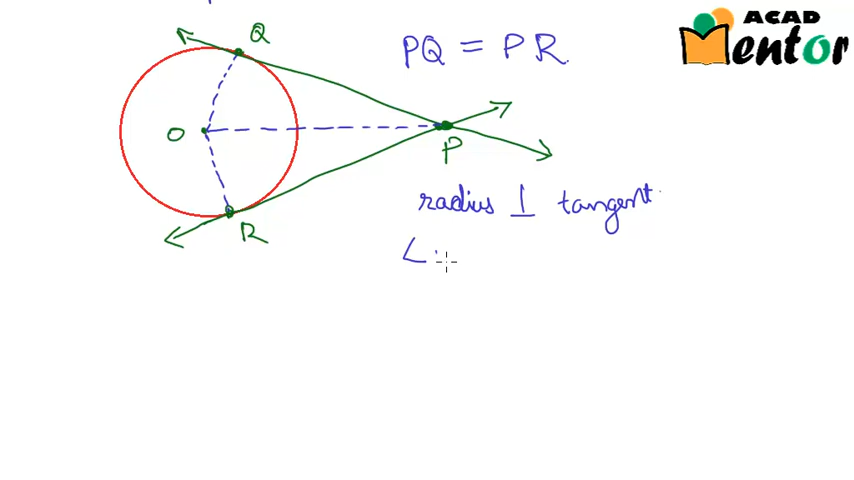 ACAD
Mentor
Q
PQ = PR
O
P
radius ⊥ tangent
R
∠